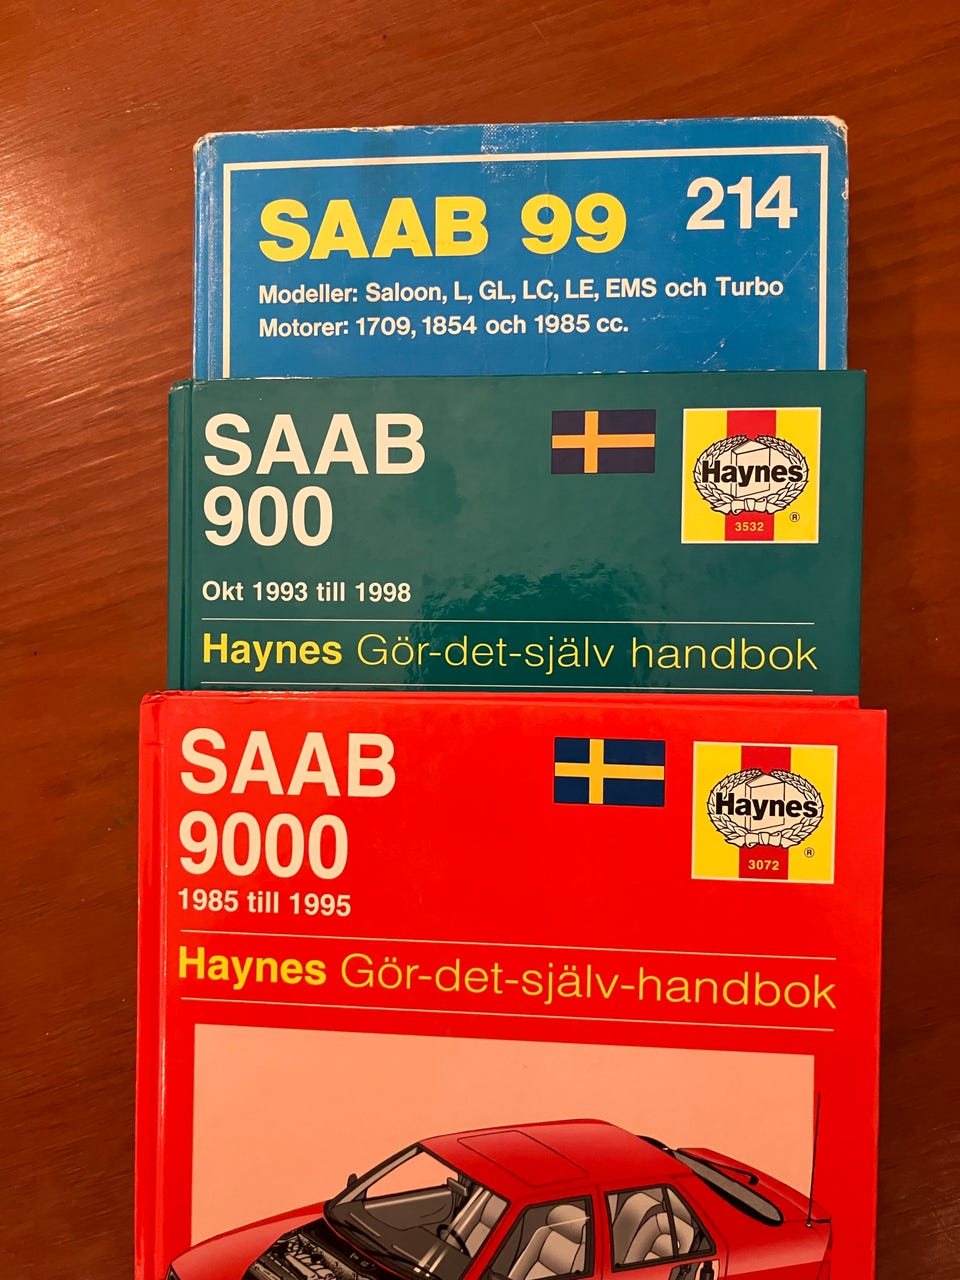 SAAB 99 214
Modeller: Saloon, L, GL, LC, LE, EMS och Turbo
Motorer: 1709, 1854 och 1985 cc.
SAAB
900
Haynes
®
3532
Okt 1993 till 1998
Haynes Gör-det-själv handbok
SAAB
9000
Haynes
®
3072
1985 till 1995
Haynes Gör-det-själv-handbok